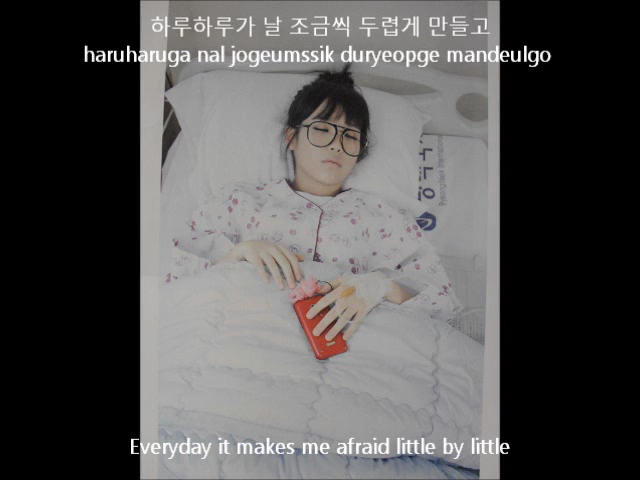 하루하루가 날 조금씩 두렵게 만들고
haruharuga nal jogeumssik duryeopge mandeulgo
Everyday it makes me afraid little by little